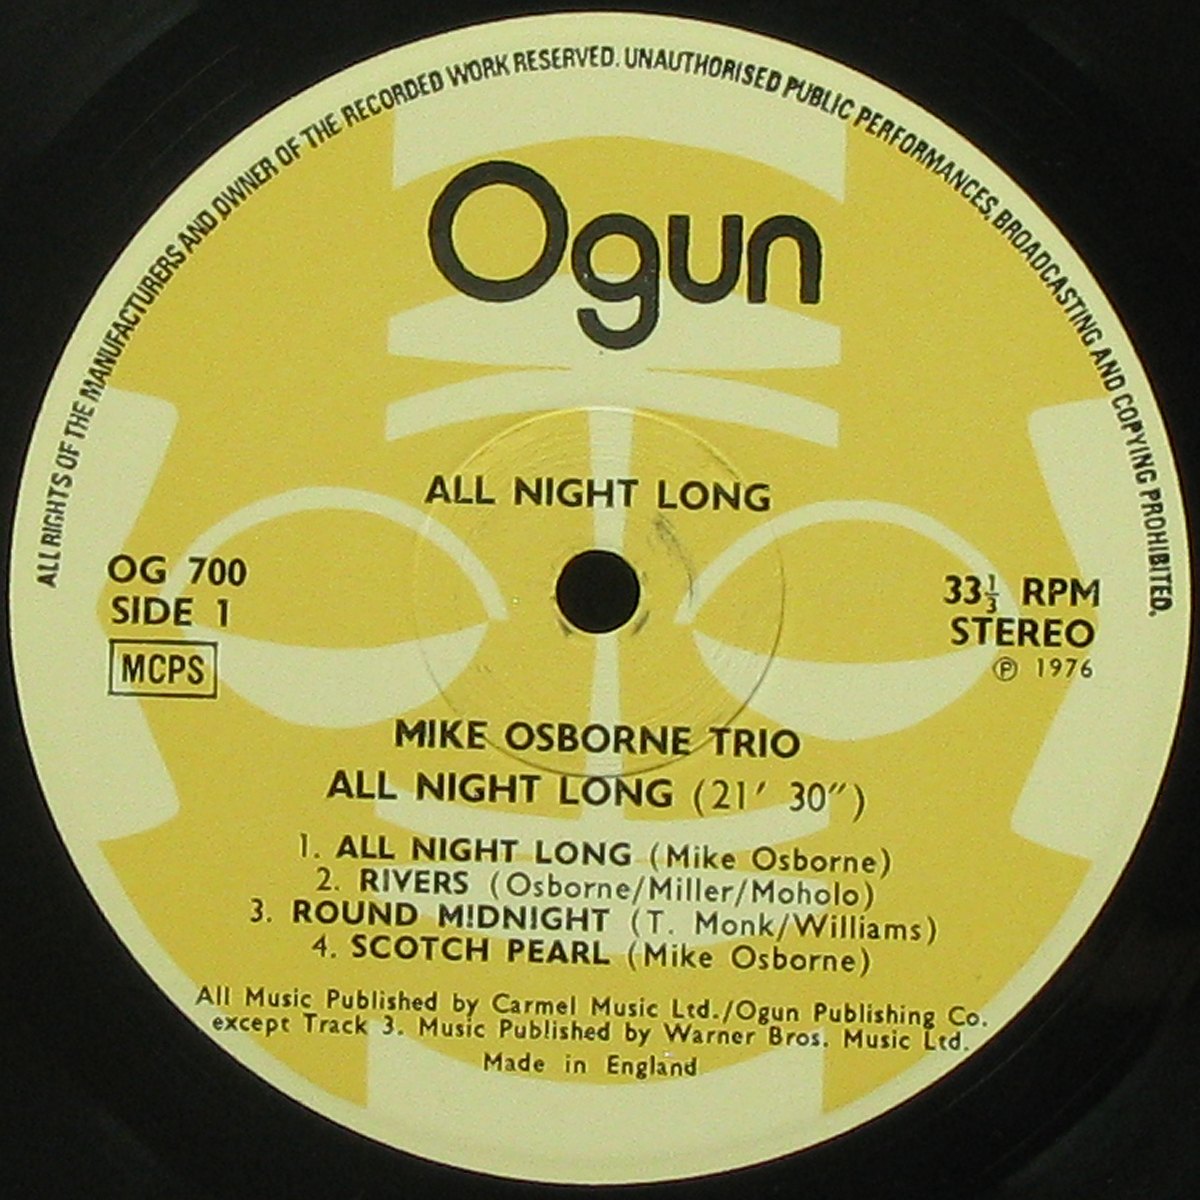 ALL RIGHTS OF THE MANUFACTURERS AND OWNER OF THE RECORDED WORK RESERVED. UNAUTHORISED PUBLIC PERFORMANCES, BROADCASTING AND COPYING PROHIBITED.
Ogun
ALL NIGHT LONG
OG 700
SIDE 1
MCPS
33⅓ RPM
STEREO
℗ 1976
MIKE OSBORNE TRIO
ALL NIGHT LONG (21′ 30″)
1. ALL NIGHT LONG (Mike Osborne)
2. RIVERS (Osborne/Miller/Moholo)
3. ROUND MIDNIGHT (T. Monk/Williams)
4. SCOTCH PEARL (Mike Osborne)
All Music Published by Carmel Music Ltd./Ogun Publishing Co.
except Track 3. Music Published by Warner Bros. Music Ltd.
Made in England